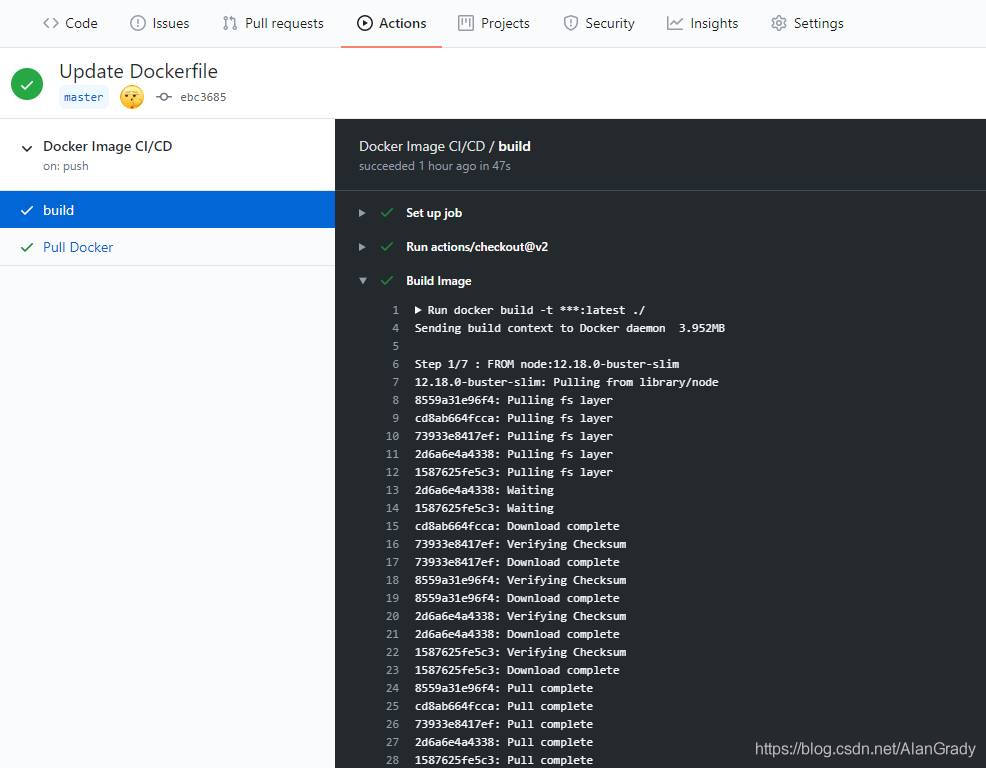 Code Issues Pull requests Actions Projects Security Insights Settings
Update Dockerfile
master ebc3685
Docker Image CI/CD
on: push
build
Pull Docker
Docker Image CI/CD / build
succeeded 1 hour ago in 47s
Set up job
Run actions/checkout@v2
Build Image
1 Run docker build -t ***:latest ./
4 Sending build context to Docker daemon 3.952MB
5
6 Step 1/7 : FROM node:12.18.0-buster-slim
7 12.18.0-buster-slim: Pulling from library/node
8 8559a31e96f4: Pulling fs layer
9 cd8ab664fcca: Pulling fs layer
10 73933e8417ef: Pulling fs layer
11 2d6a6e4a4338: Pulling fs layer
12 1587625fe5c3: Pulling fs layer
13 2d6a6e4a4338: Waiting
14 1587625fe5c3: Waiting
15 cd8ab664fcca: Download complete
16 73933e8417ef: Verifying Checksum
17 73933e8417ef: Download complete
18 8559a31e96f4: Verifying Checksum
19 8559a31e96f4: Download complete
20 2d6a6e4a4338: Verifying Checksum
21 2d6a6e4a4338: Download complete
22 1587625fe5c3: Verifying Checksum
23 1587625fe5c3: Download complete
24 8559a31e96f4: Pull complete
25 cd8ab664fcca: Pull complete
26 73933e8417ef: Pull complete
27 2d6a6e4a4338: Pull complete
28 1587625fe5c3: Pull complete
https://blog.csdn.net/AlanGrady